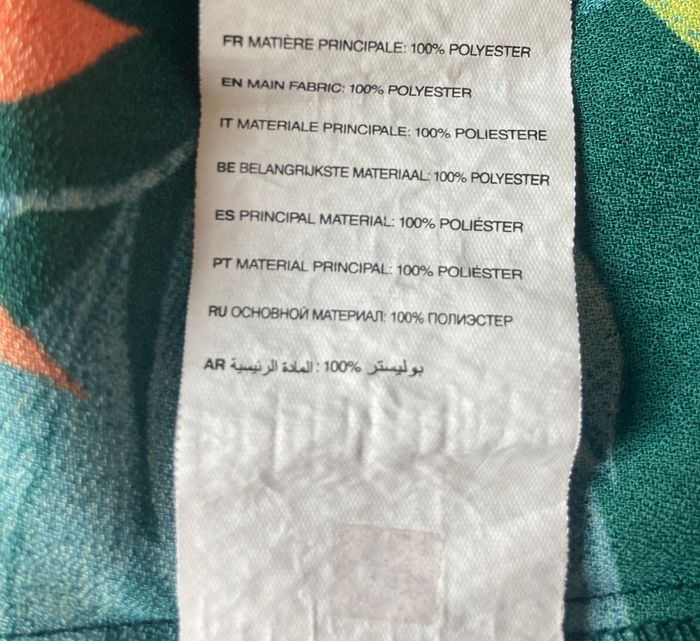 FR MATIÈRE PRINCIPALE: 100% POLYESTER
EN MAIN FABRIC: 100% POLYESTER
IT MATERIALE PRINCIPALE: 100% POLIESTERE
BE BELANGRIJKSTE MATERIAAL: 100% POLYESTER
ES PRINCIPAL MATERIAL: 100% POLIÉSTER
PT MATERIAL PRINCIPAL: 100% POLIÉSTER
RU ОСНОВНОЙ МАТЕРИАЛ: 100% ПОЛИЭСТЕР
AR المادة الرئيسية : 100% بوليستر